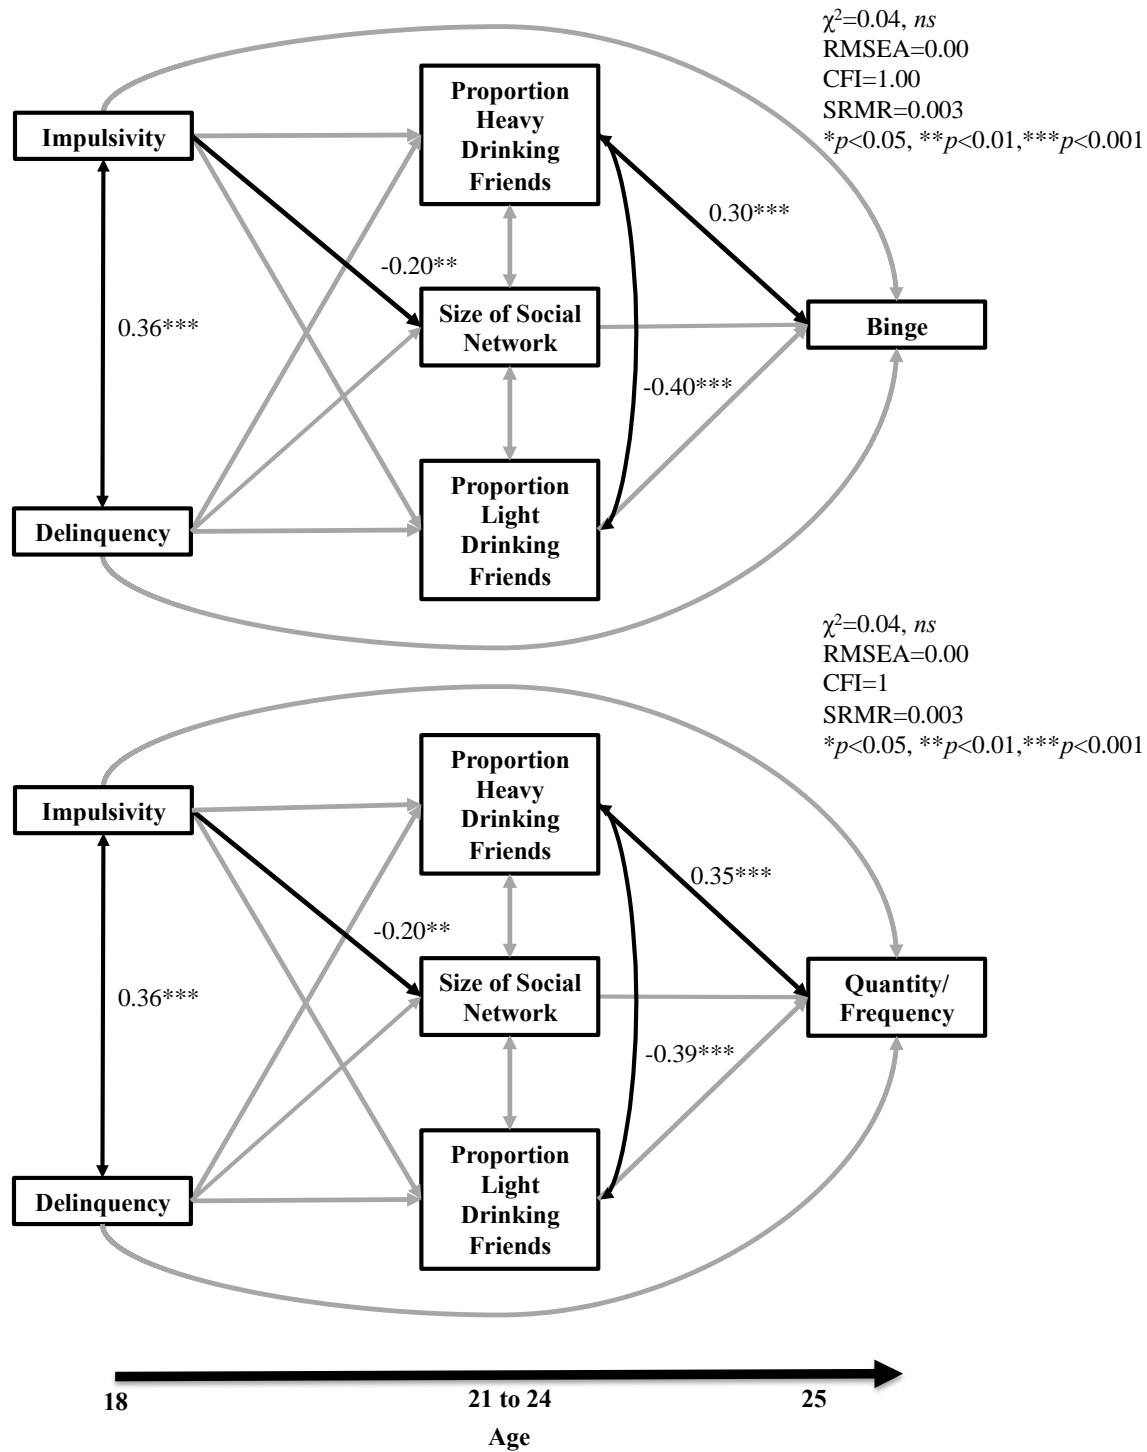 χ²=0.04, ns
RMSEA=0.00
CFI=1.00
SRMR=0.003
*p<0.05, **p<0.01,***p<0.001
Proportion
Heavy
Drinking
Friends
Impulsivity
0.30***
-0.20**
Size of Social
Network
Binge
0.36***
-0.40***
Proportion
Light
Drinking
Friends
Delinquency
χ²=0.04, ns
RMSEA=0.00
CFI=1
SRMR=0.003
*p<0.05, **p<0.01,***p<0.001
Proportion
Heavy
Drinking
Friends
Impulsivity
0.35***
-0.20**
Size of Social
Network
Quantity/
Frequency
0.36***
-0.39***
Proportion
Light
Drinking
Friends
Delinquency
18
21 to 24
25
Age